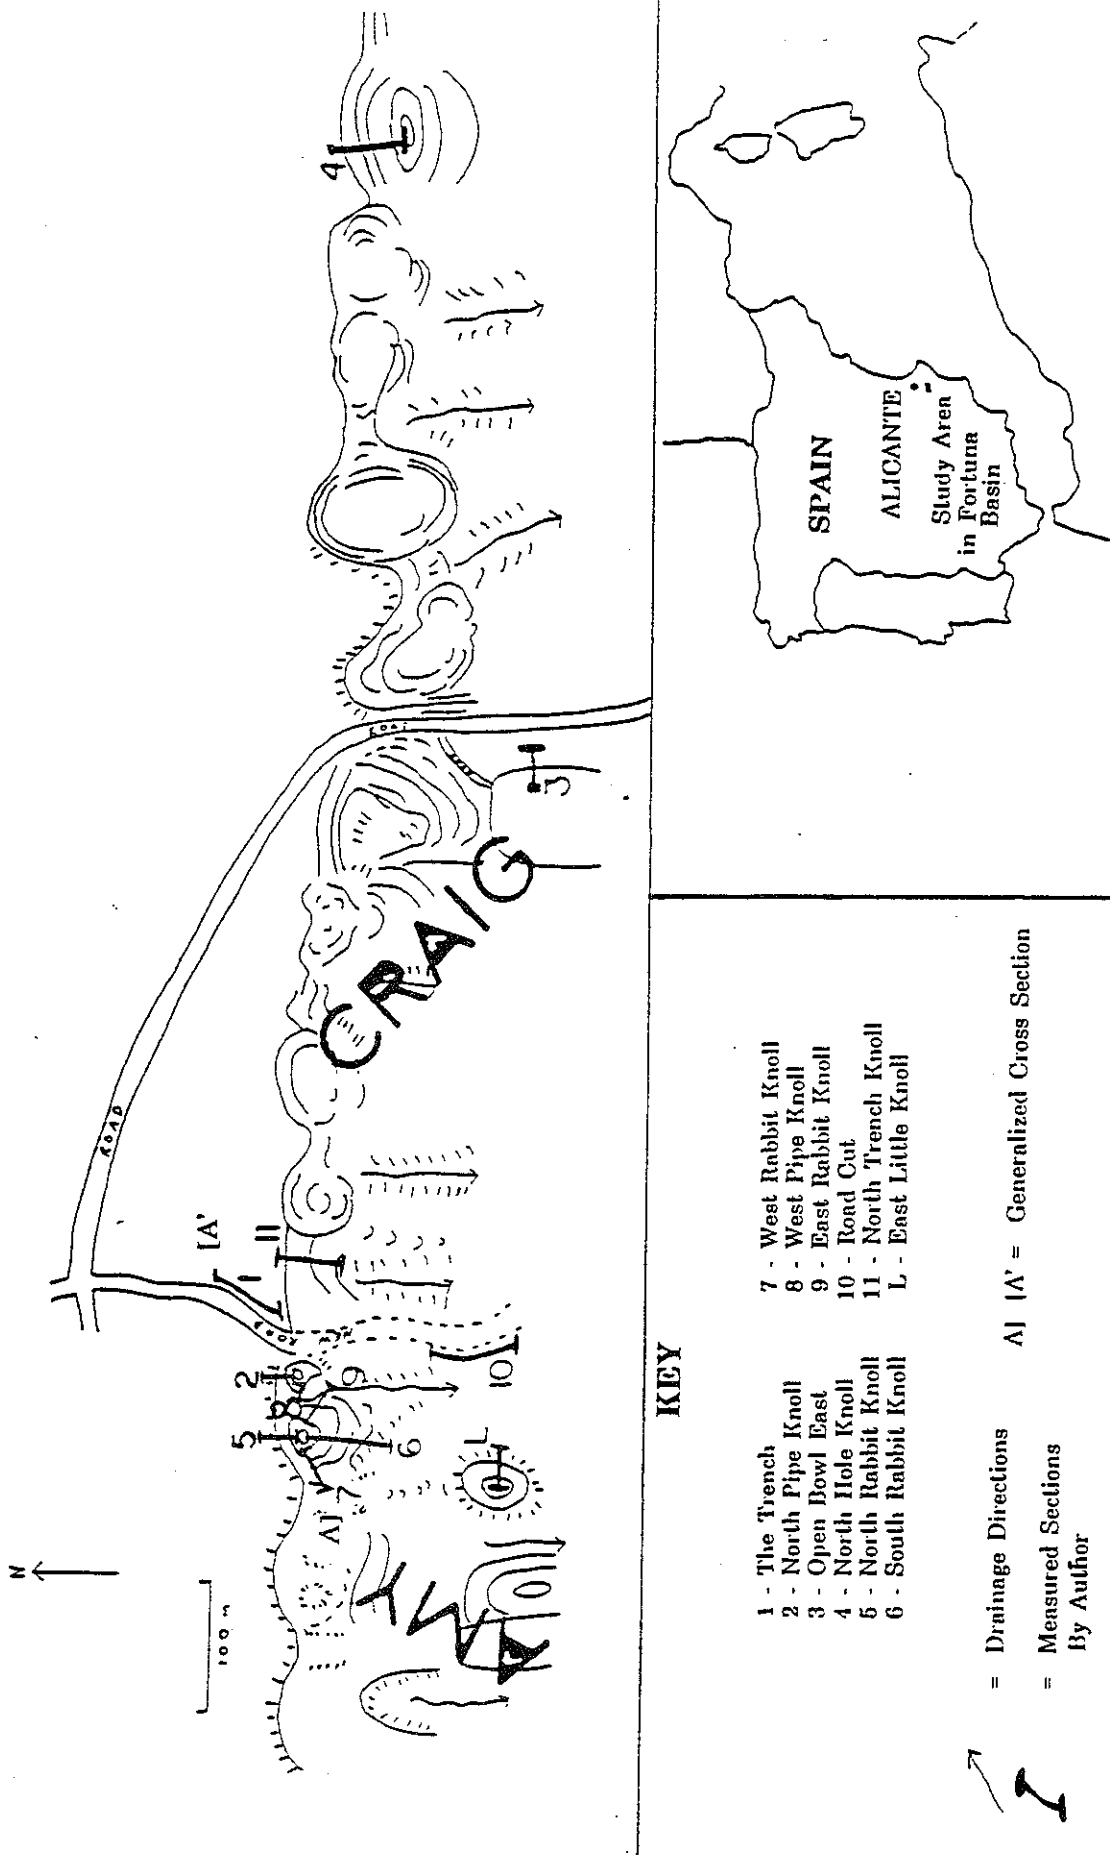 N
100 m
ROAD
[A'
1
11
ROAD
2
8
5
9
10
6
7
L
A]
AMY
CRAIG
3
4
KEY
1 - The Trench
2 - North Pipe Knoll
3 - Open Bowl East
4 - North Hole Knoll
5 - North Rabbit Knoll
6 - South Rabbit Knoll
7 - West Rabbit Knoll
8 - West Pipe Knoll
9 - East Rabbit Knoll
10 - Road Cut
11 - North Trench Knoll
L - East Little Knoll
= Drainage Directions
= Measured Sections
By Author
A] [A' = Generalized Cross Section
SPAIN
ALICANTE
Study Area
in Fortuna
Basin